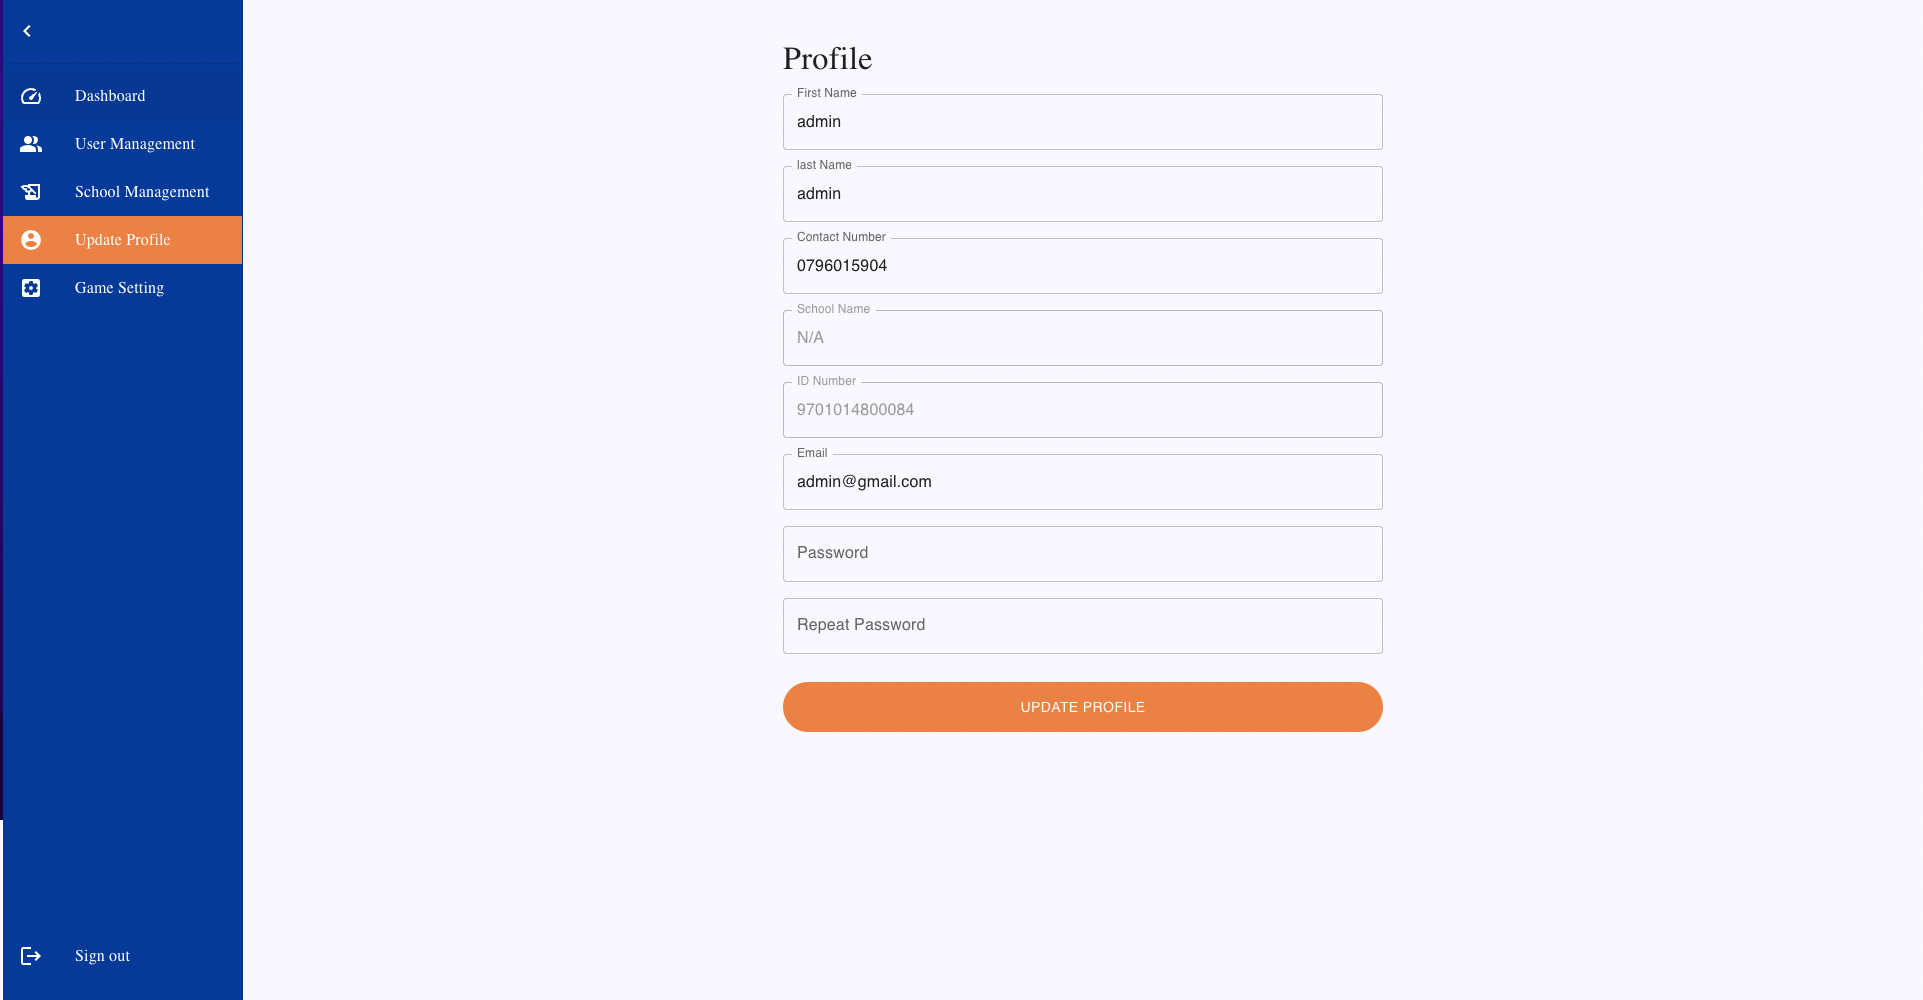 Dashboard
User Management
School Management
Update Profile
Game Setting
Sign out
Profile
First Name
admin
last Name
admin
Contact Number
0796015904
School Name
N/A
ID Number
9701014800084
Email
admin@gmail.com
Password
Repeat Password
UPDATE PROFILE